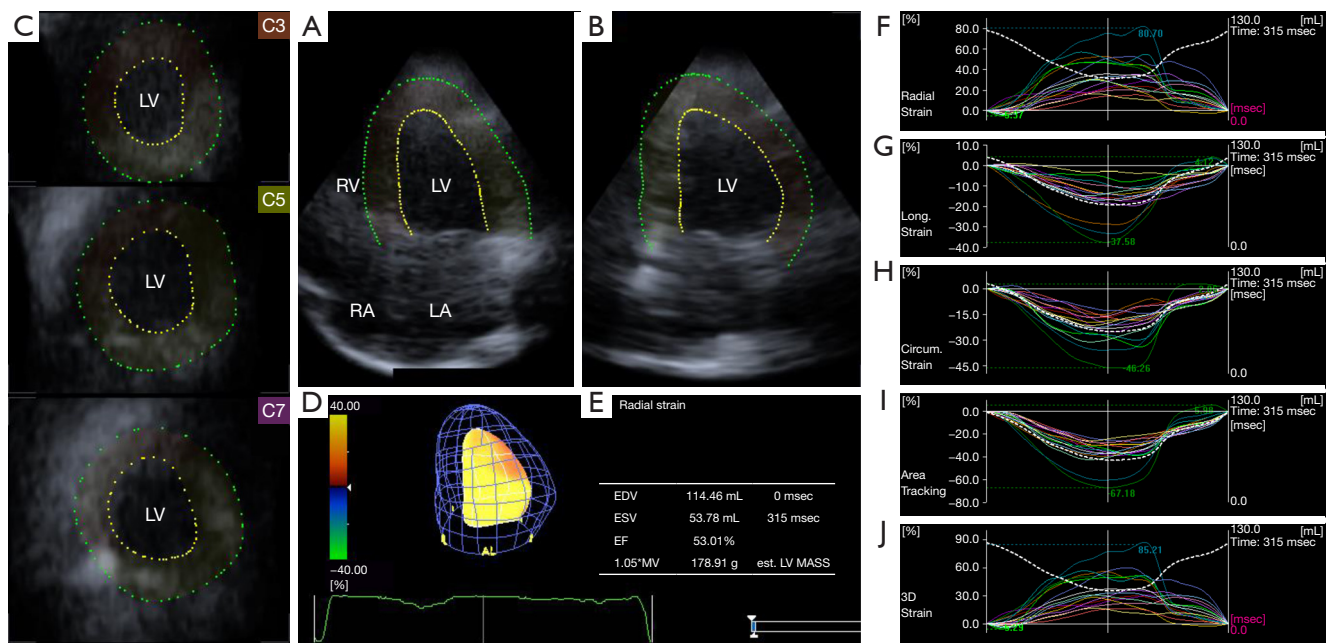 C
C3
LV
C5
LV
C7
LV
A
RV
LV
RA
LA
B
LV
D
40.00
−40.00
[%]
AL
E
Radial strain
EDV 114.46 mL 0 msec
ESV 53.78 mL 315 msec
EF 53.01%
1.05*MV 178.91 g est. LV MASS
F
[%]
80.0
60.0
40.0
20.0
0.0
Radial
Strain
80.70
130.0 [mL]
Time: 315 msec
[msec]
0.0
G
[%]
10.0
0.0
−10.0
−20.0
−30.0
−40.0
Long.
Strain
4.12
-37.56
130.0 [mL]
Time: 315 msec
[msec]
0.0
H
[%]
0.0
−15.0
−30.0
−45.0
Circum.
Strain
-46.26
130.0 [mL]
Time: 315 msec
[msec]
0.0
I
[%]
0.0
−20.0
−40.0
−60.0
−80.0
Area
Tracking
5.98
-67.18
130.0 [mL]
Time: 315 msec
[msec]
0.0
J
[%]
90.0
60.0
30.0
0.0
3D
Strain
85.21
130.0 [mL]
Time: 315 msec
[msec]
0.0